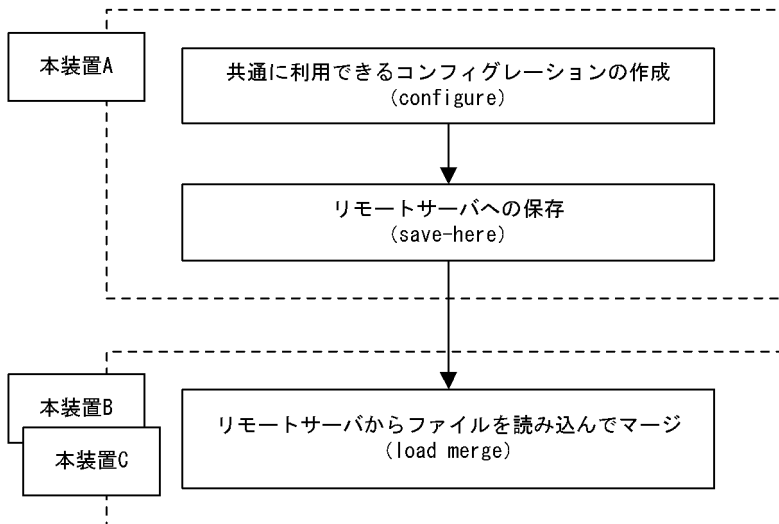 本装置A
共通に利用できるコンフィグレーションの作成
(configure)
リモートサーバへの保存
(save-here)
本装置B
本装置C
リモートサーバからファイルを読み込んでマージ
(load merge)